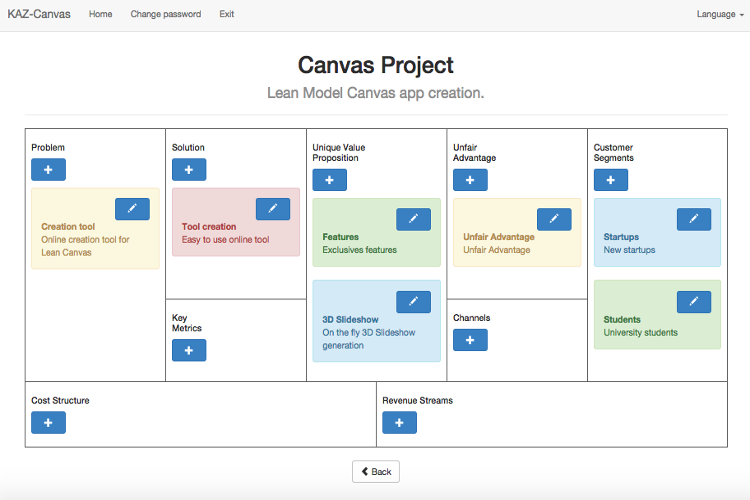 KAZ-Canvas Home Change password Exit Language
Canvas Project
Lean Model Canvas app creation.
Problem
Creation tool
Online creation tool for
Lean Canvas
Solution
Tool creation
Easy to use online tool
Key
Metrics
Unique Value
Proposition
Features
Exclusives features
3D Slideshow
On the fly 3D Slideshow
generation
Unfair
Advantage
Unfair Advantage
Unfair Advantage
Channels
Customer
Segments
Startups
New startups
Students
University students
Cost Structure
Revenue Streams
Back